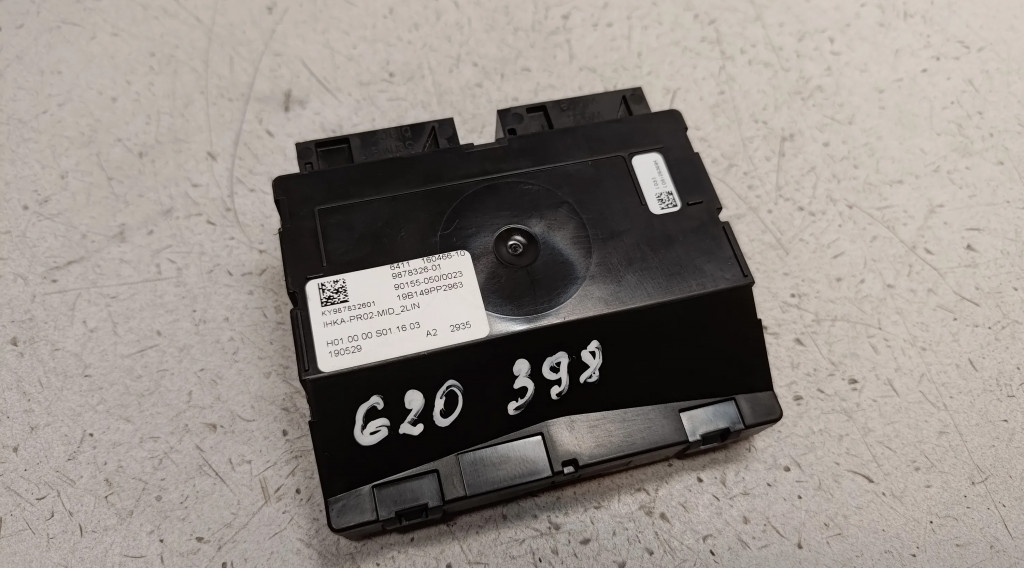 6411 160466-10
9878326-01
90155-050/0023
KY987832601
19B149PP2963
IHKA-PR02-MID_2LIN
H01 00 00 S01 16 03 A2 2935
190529
G20 398